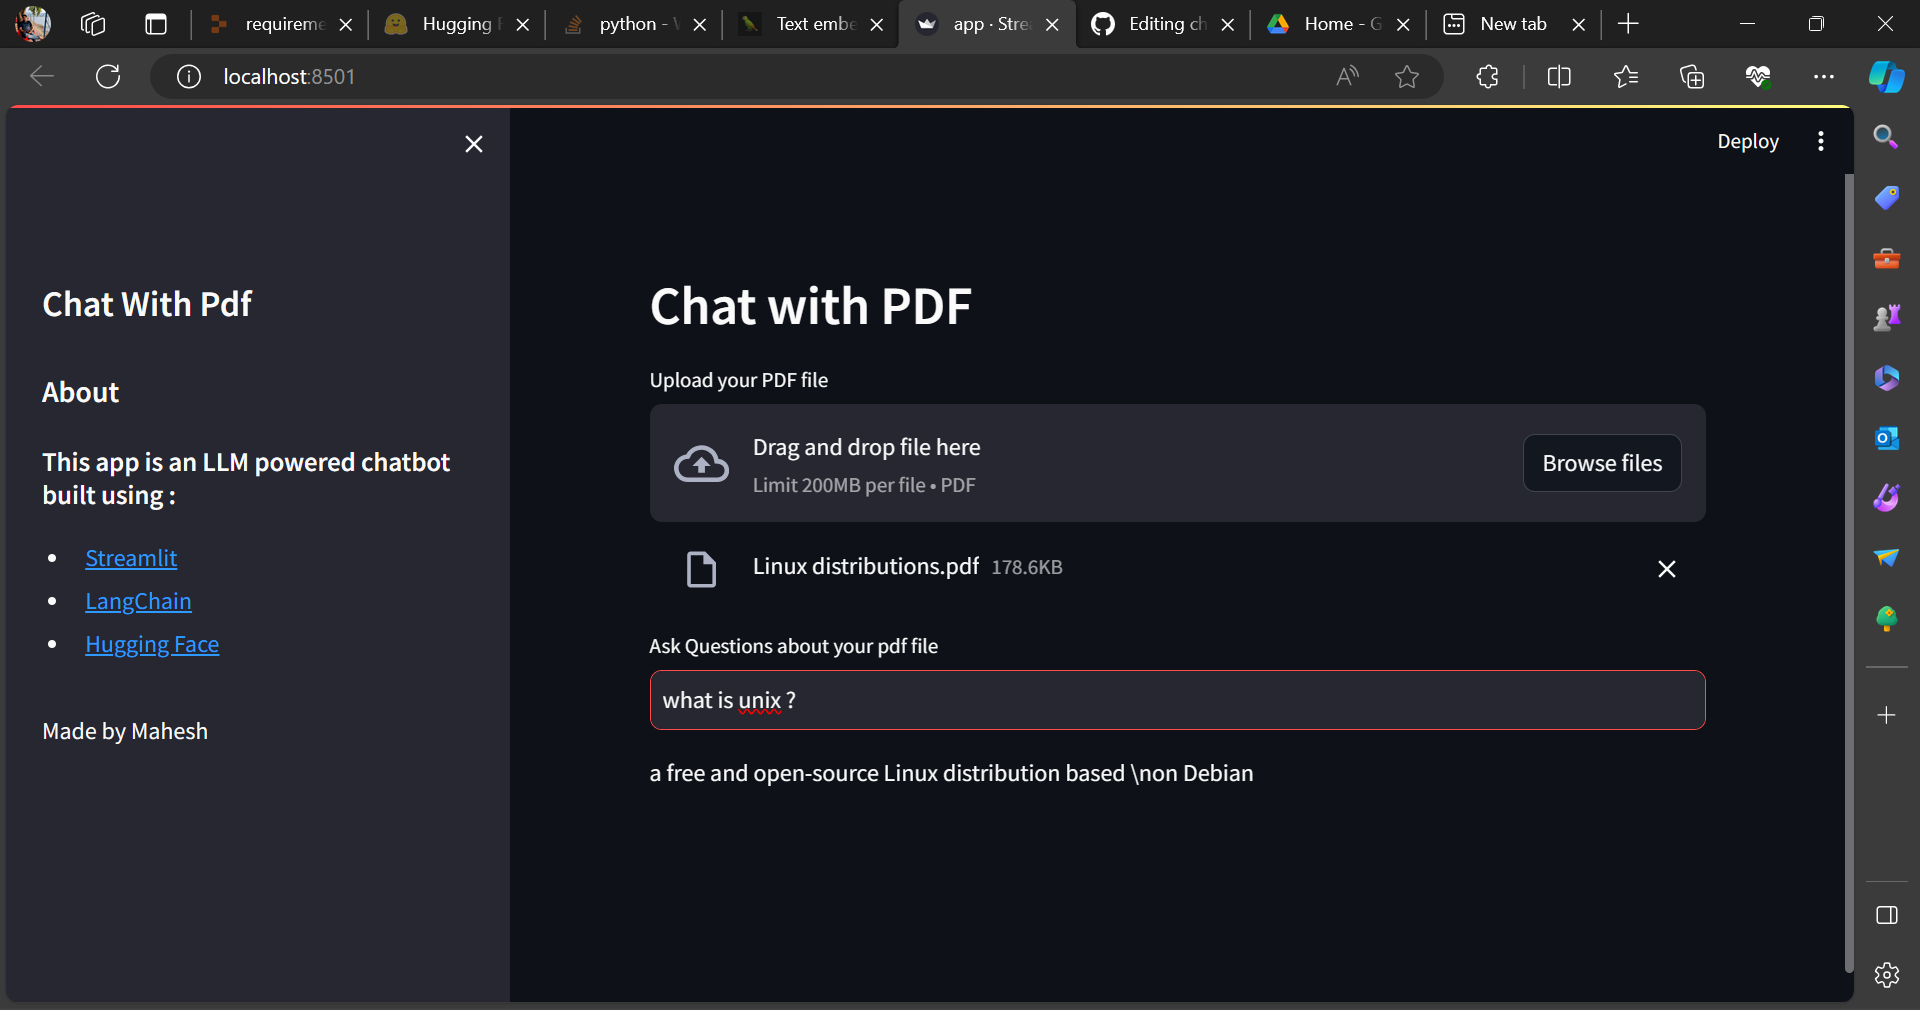 requireme
Hugging F
python - V
Text embe
app · Stre
Editing ch
Home - G
New tab
localhost:8501
Deploy
Chat With Pdf
About
This app is an LLM powered chatbot
built using :
Streamlit
LangChain
Hugging Face
Made by Mahesh
Chat with PDF
Upload your PDF file
Drag and drop file here
Limit 200MB per file • PDF
Browse files
Linux distributions.pdf 178.6KB
Ask Questions about your pdf file
what is unix ?
a free and open-source Linux distribution based \non Debian